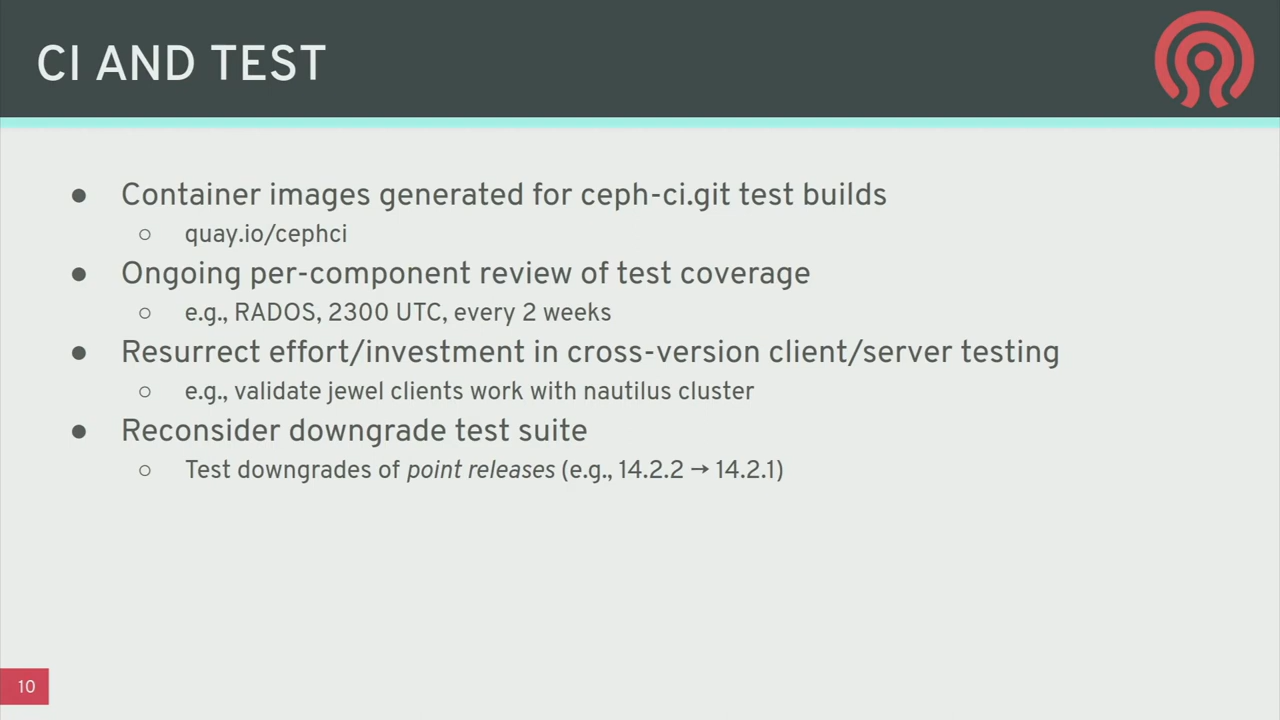 CI AND TEST
● Container images generated for ceph-ci.git test builds
○ quay.io/cephci
● Ongoing per-component review of test coverage
○ e.g., RADOS, 2300 UTC, every 2 weeks
● Resurrect effort/investment in cross-version client/server testing
○ e.g., validate jewel clients work with nautilus cluster
● Reconsider downgrade test suite
○ Test downgrades of point releases (e.g., 14.2.2 → 14.2.1)
10